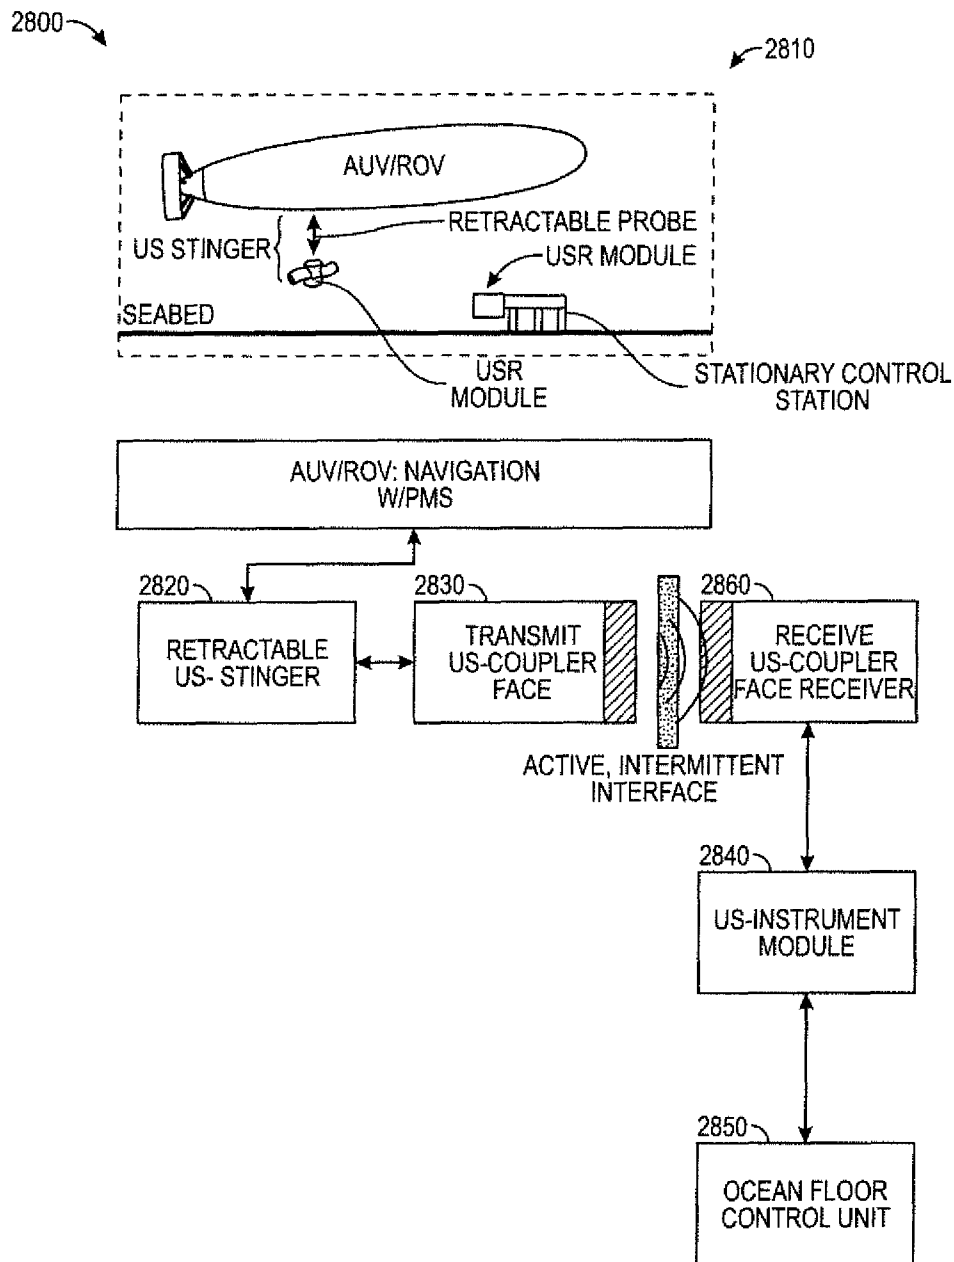 2800
2810
AUV/ROV
RETRACTABLE PROBE
US STINGER
USR MODULE
SEABED
USR
MODULE
STATIONARY CONTROL
STATION
AUV/ROV: NAVIGATION
W/PMS
2820
2830
2860
RETRACTABLE
US- STINGER
TRANSMIT
US-COUPLER
FACE
RECEIVE
US-COUPLER
FACE RECEIVER
ACTIVE, INTERMITTENT
INTERFACE
2840
US-INSTRUMENT
MODULE
2850
OCEAN FLOOR
CONTROL UNIT